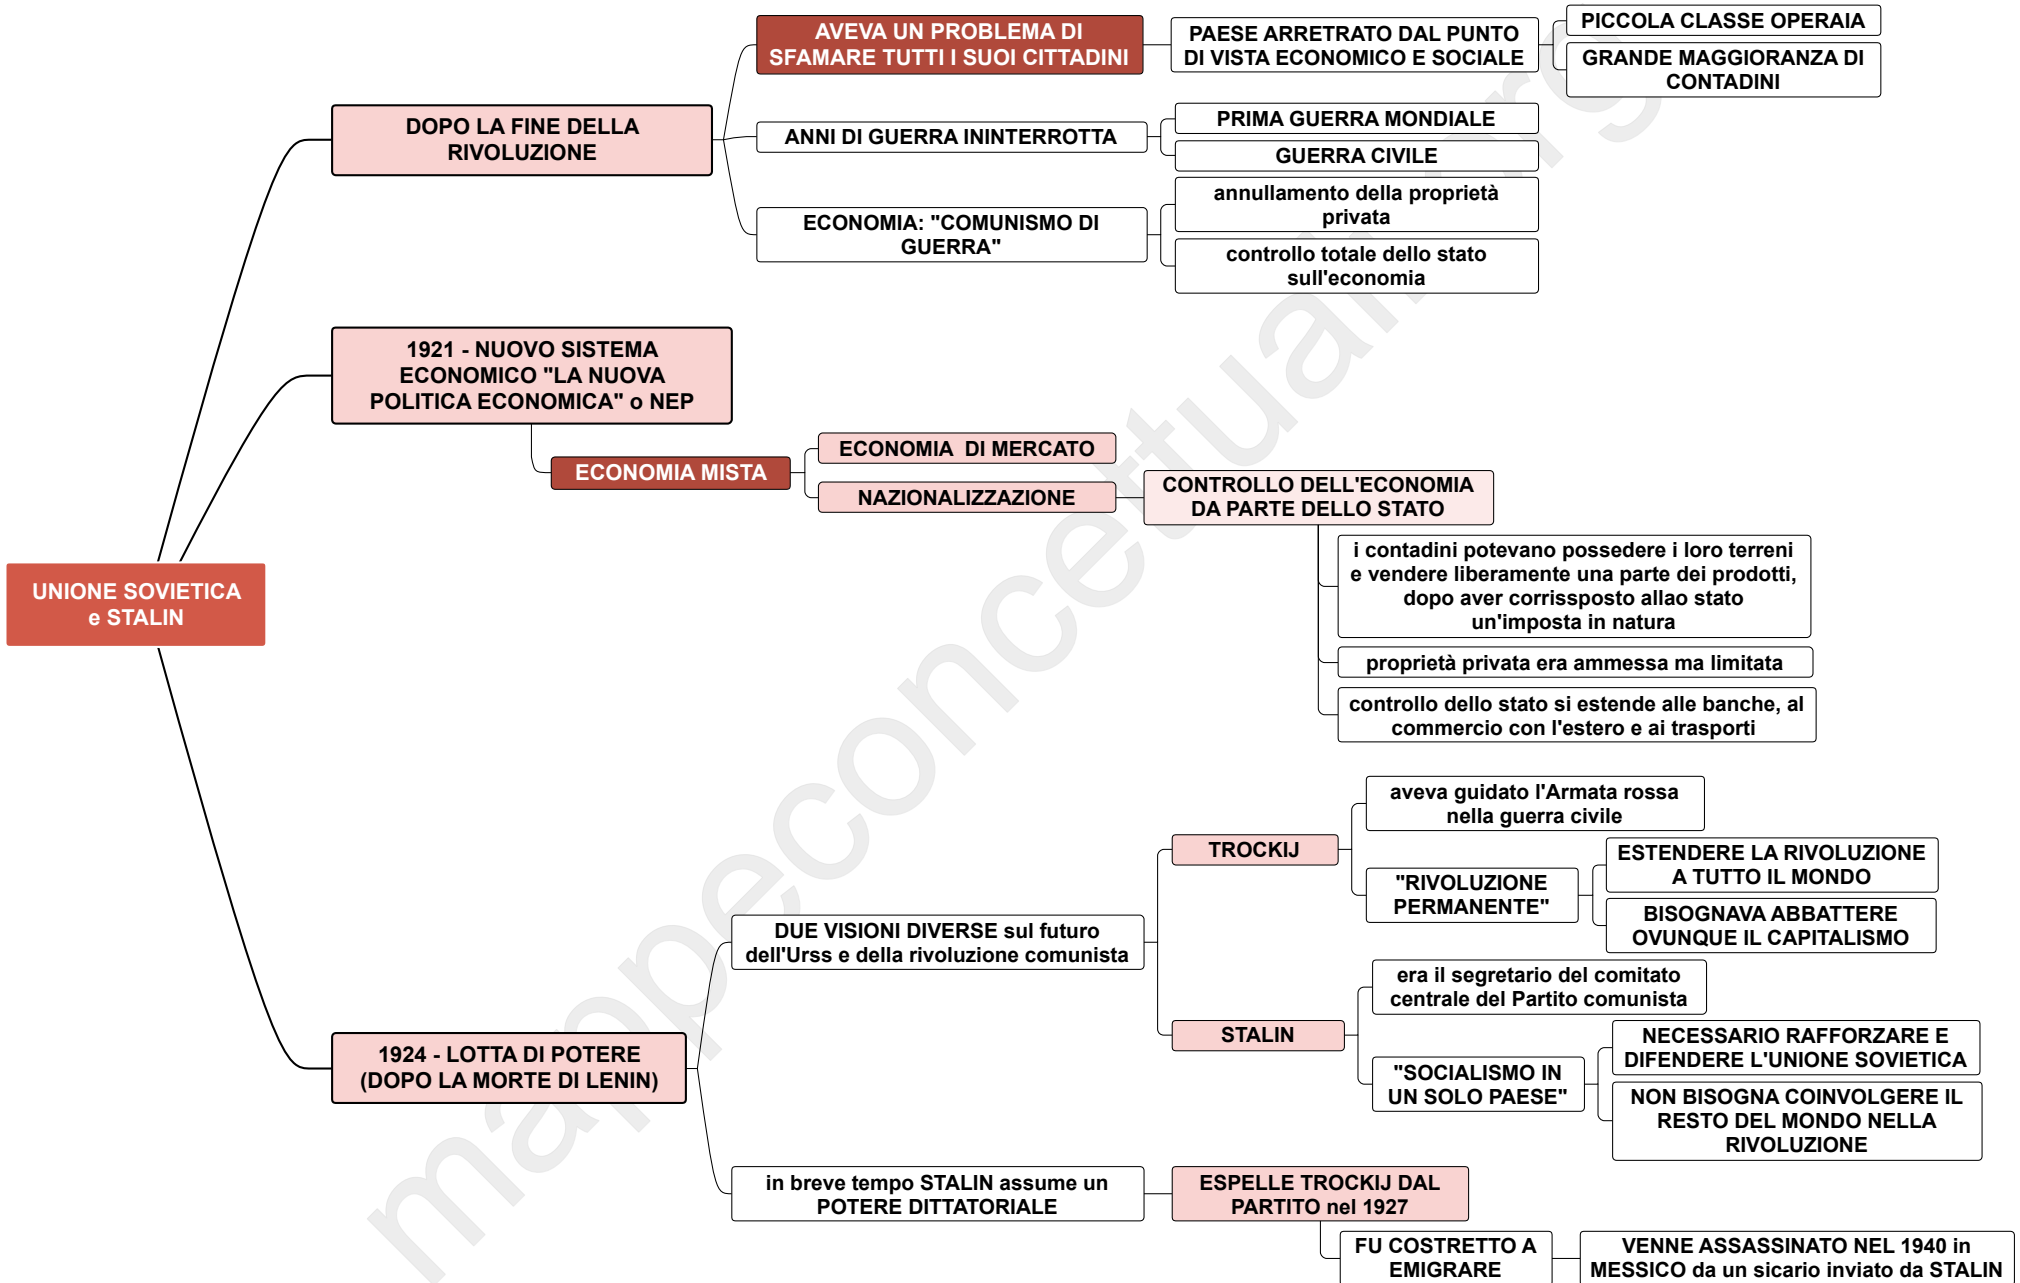 UNIONE SOVIETICA
e STALIN
DOPO LA FINE DELLA
RIVOLUZIONE
AVEVA UN PROBLEMA DI
SFAMARE TUTTI I SUOI CITTADINI
PAESE ARRETRATO DAL PUNTO
DI VISTA ECONOMICO E SOCIALE
PICCOLA CLASSE OPERAIA
GRANDE MAGGIORANZA DI
CONTADINI
ANNI DI GUERRA ININTERROTTA
PRIMA GUERRA MONDIALE
GUERRA CIVILE
ECONOMIA: "COMUNISMO DI
GUERRA"
annullamento della proprietà
privata
controllo totale dello stato
sull'economia
1921 - NUOVO SISTEMA
ECONOMICO "LA NUOVA
POLITICA ECONOMICA" o NEP
ECONOMIA MISTA
ECONOMIA DI MERCATO
NAZIONALIZZAZIONE
CONTROLLO DELL'ECONOMIA
DA PARTE DELLO STATO
i contadini potevano possedere i loro terreni
e vendere liberamente una parte dei prodotti,
dopo aver corrissposto allao stato
un'imposta in natura
proprietà privata era ammessa ma limitata
controllo dello stato si estende alle banche, al
commercio con l'estero e ai trasporti
1924 - LOTTA DI POTERE
(DOPO LA MORTE DI LENIN)
DUE VISIONI DIVERSE sul futuro
dell'Urss e della rivoluzione comunista
TROCKIJ
aveva guidato l'Armata rossa
nella guerra civile
"RIVOLUZIONE
PERMANENTE"
ESTENDERE LA RIVOLUZIONE
A TUTTO IL MONDO
BISOGNAVA ABBATTERE
OVUNQUE IL CAPITALISMO
STALIN
era il segretario del comitato
centrale del Partito comunista
"SOCIALISMO IN
UN SOLO PAESE"
NECESSARIO RAFFORZARE E
DIFENDERE L'UNIONE SOVIETICA
NON BISOGNA COINVOLGERE IL
RESTO DEL MONDO NELLA
RIVOLUZIONE
in breve tempo STALIN assume un
POTERE DITTATORIALE
ESPELLE TROCKIJ DAL
PARTITO nel 1927
FU COSTRETTO A
EMIGRARE
VENNE ASSASSINATO NEL 1940 in
MESSICO da un sicario inviato da STALIN